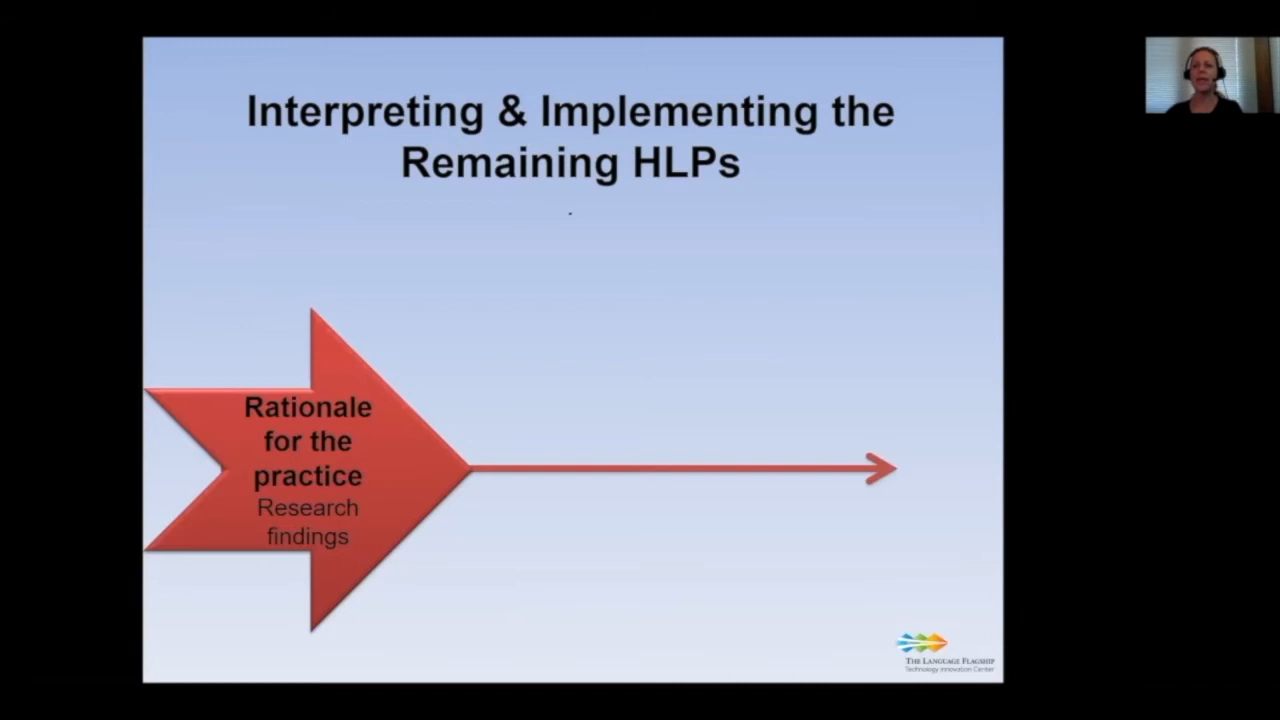 Interpreting & Implementing the
Remaining HLPs
Rationale
for the
practice
Research
findings
THE LANGUAGE FLAGSHIP
Technology Innovation Center